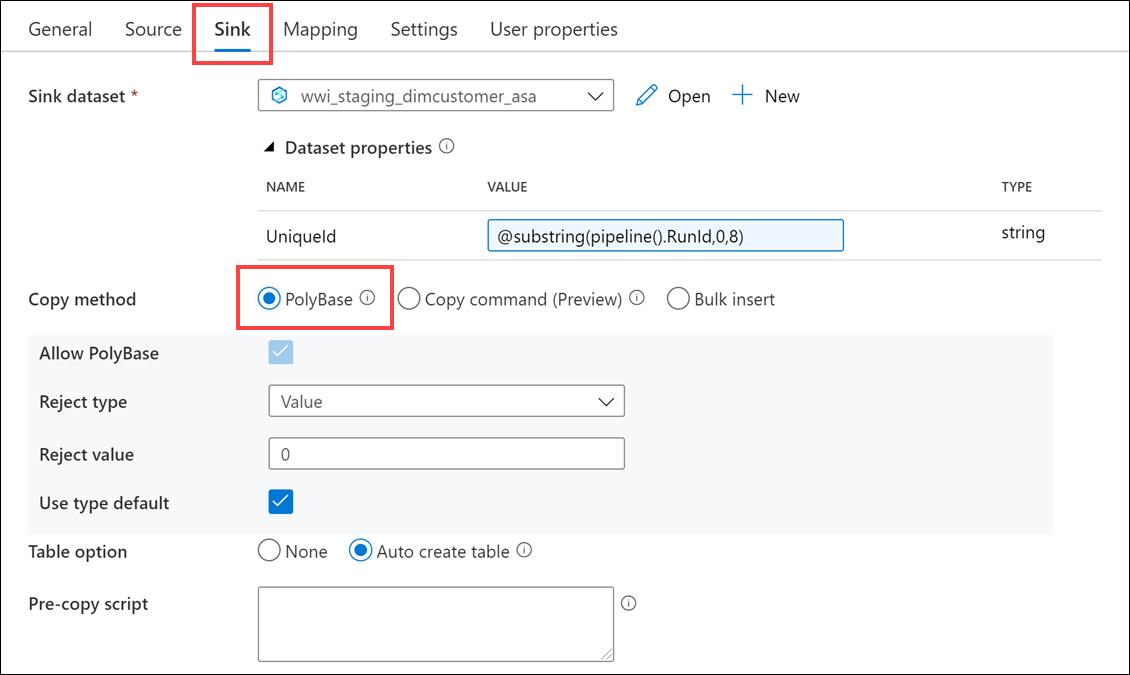 General Source Sink Mapping Settings User properties
Sink dataset * wwi_staging_dimcustomer_asa Open New
Dataset properties
NAME VALUE TYPE
UniqueId @substring(pipeline().RunId,0,8) string
Copy method PolyBase Copy command (Preview) Bulk insert
Allow PolyBase
Reject type Value
Reject value 0
Use type default
Table option None Auto create table
Pre-copy script